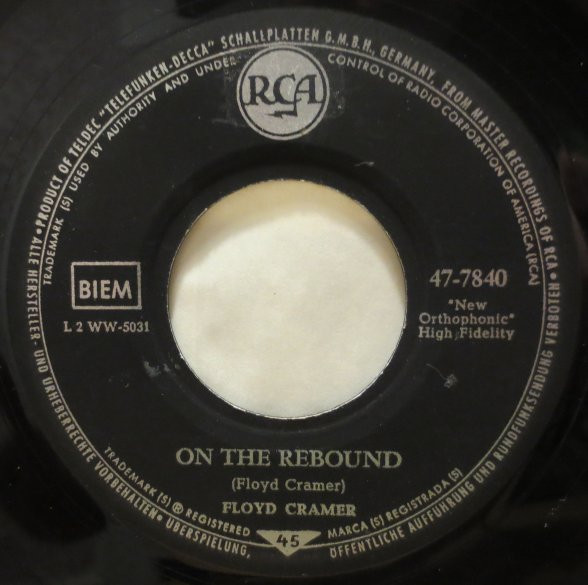 • PRODUCT OF TELDEC "TELEFUNKEN-DECCA" SCHALLPLATTEN G.M.B.H., GERMANY, FROM MASTER RECORDINGS OF RCA •
TRADEMARK (S) USED BY AUTHORITY AND UNDER CONTROL OF RADIO CORPORATION OF AMERICA (RCA)
RCA
BIEM
L 2 WW-5031
47-7840
"New
Orthophonic"
High Fidelity
ON THE REBOUND
(Floyd Cramer)
FLOYD CRAMER
TRADEMARK (S) ® REGISTERED
MARCA (S) REGISTRADA (S)
45
ALLE HERSTELLER- UND URHEBERRECHTE VORBEHALTEN • ÜBERSPIELUNG, ÖFFENTLICHE AUFFÜHRUNG UND RUNDFUNKSENDUNG VERBOTEN